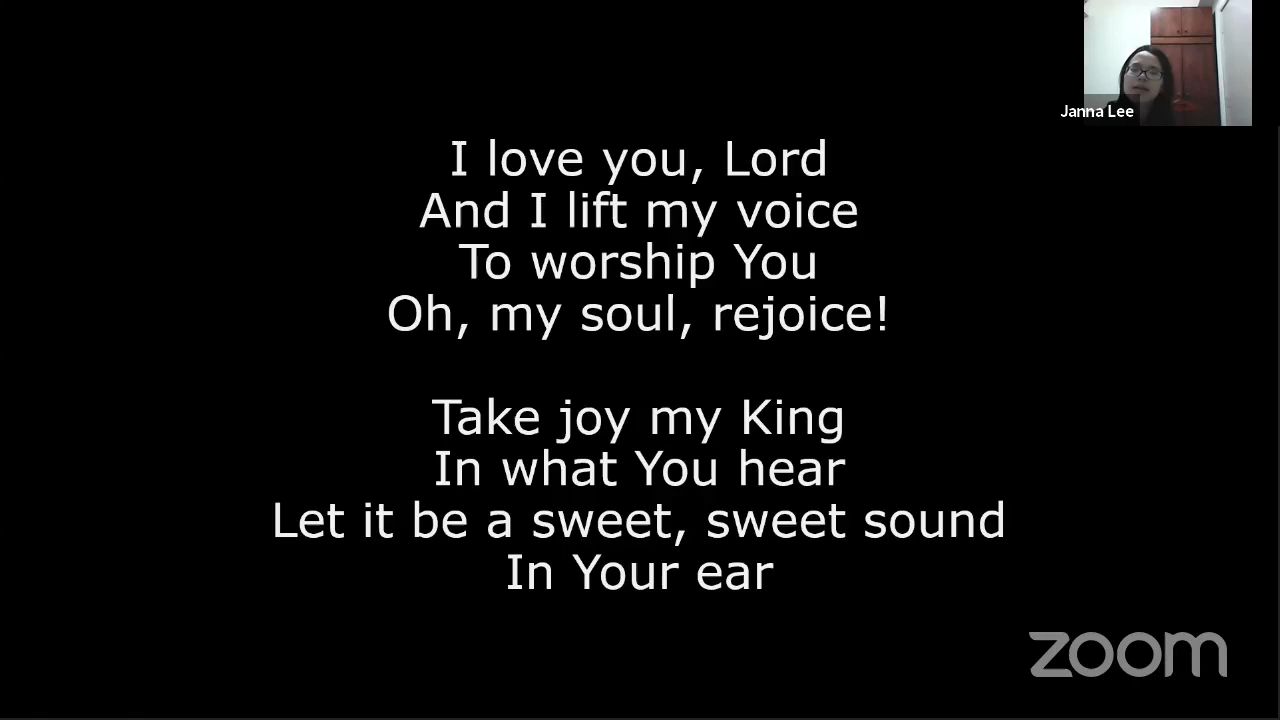 Janna Lee
I love you, Lord
And I lift my voice
To worship You
Oh, my soul, rejoice!
Take joy my King
In what You hear
Let it be a sweet, sweet sound
In Your ear
zoom